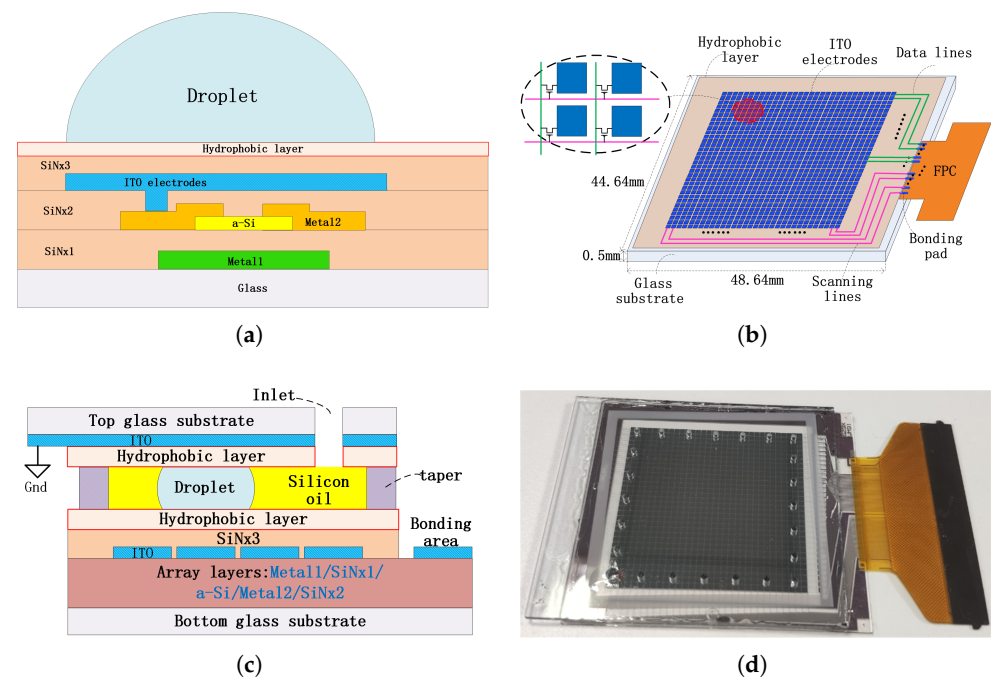 Droplet
Hydrophobic layer
SiNx3
ITO electrodes
SiNx2
a-Si
Metal2
SiNx1
Metal1
Glass
(a)
Hydrophobic
layer
ITO
electrodes
Data lines
FPC
44.64mm
Bonding
pad
0.5mm
Glass
substrate
48.64mm
Scanning
lines
(b)
Inlet
Top glass substrate
ITO
Hydrophobic layer
Gnd
Droplet
Silicon
oil
taper
Hydrophobic layer
SiNx3
Bonding
area
ITO
Array layers:Metal1/SiNx1/
a-Si/Metal2/SiNx2
Bottom glass substrate
(c)
(d)